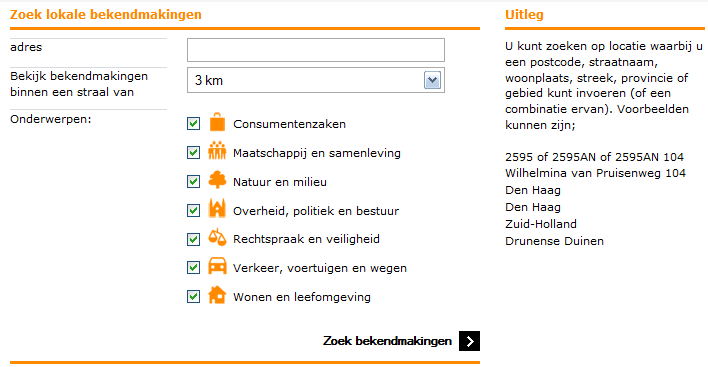 Zoek lokale bekendmakingen
adres
Bekijk bekendmakingen
binnen een straal van
3 km
Onderwerpen:
Consumentenzaken
Maatschappij en samenleving
Natuur en milieu
Overheid, politiek en bestuur
Rechtspraak en veiligheid
Verkeer, voertuigen en wegen
Wonen en leefomgeving
Zoek bekendmakingen
Uitleg
U kunt zoeken op locatie waarbij u
een postcode, straatnaam,
woonplaats, streek, provincie of
gebied kunt invoeren (of een
combinatie ervan). Voorbeelden
kunnen zijn;
2595 of 2595AN of 2595AN 104
Wilhelmina van Pruisenweg 104
Den Haag
Den Haag
Zuid-Holland
Drunense Duinen